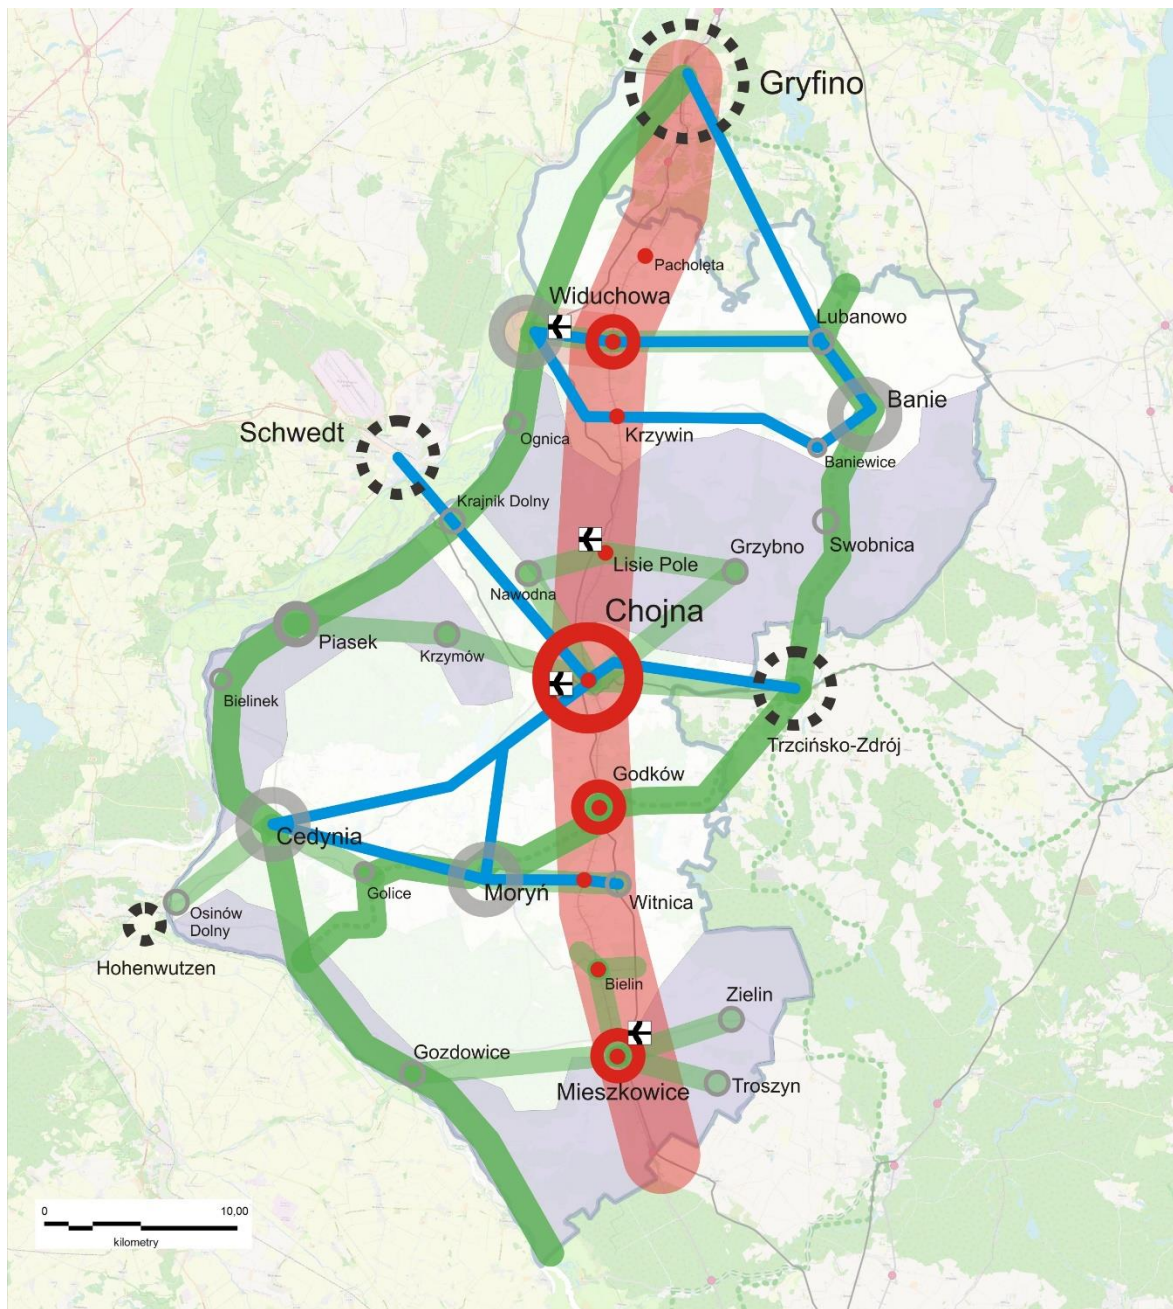 Gryfino
Pacholęta
Widuchowa
Lubanowo
Banie
Schwedt
Ognica
Krzywin
Baniewice
Krajnik Dolny
Swobnica
Grzybno
Lisie Pole
Nawodna
Chojna
Piasek
Krzymów
Bielinek
Trzcińsko-Zdrój
Godków
Cedynia
Golice
Moryń
Witnica
Osinów
Dolny
Hohenwutzen
Bielin
Zielin
Gozdowice
Mieszkowice
Troszyn
0 10,00
kilometry